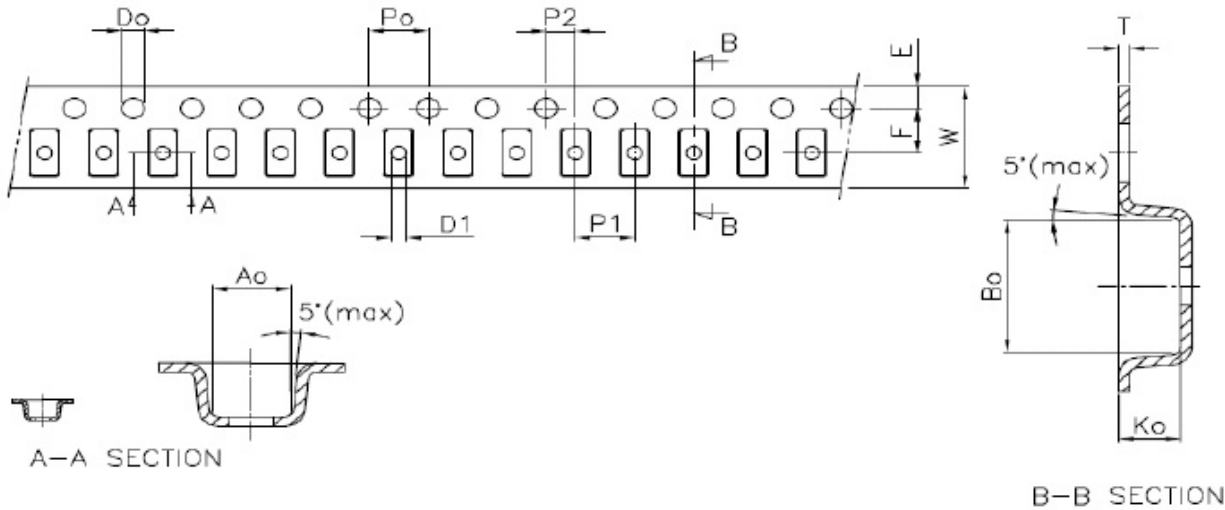 Do
Po
P2
B
T
E
F
W
A
A
D1
P1
B
5°(max)
Bo
Ao
5°(max)
Ko
A-A SECTION
B-B SECTION